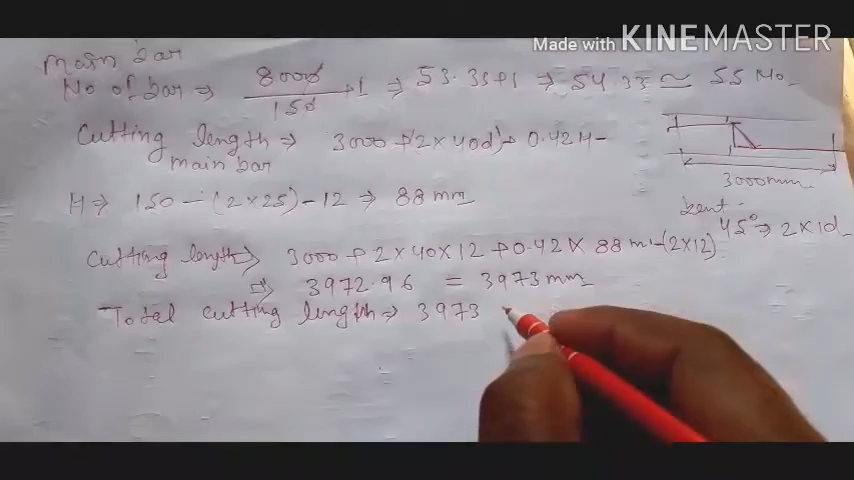 Made with KINEMASTER
Main bar
No of bar ⇒ 8000/150 +1 ⇒ 53.33+1 ⇒ 54.33 ≅ 55 No.
Cutting length ⇒ 3000 + (2×40d) + 0.42H -
main bar
3000mm
H ⇒ 150 - (2×25) - 12 ⇒ 88 mm
bent -
45° ⇒ 2×1d
Cutting length ⇒ 3000 + 2×40×12 + 0.42 × 88 m - (2×12)
⇒ 3972.96 = 3973 mm
Total cutting length ⇒ 3973